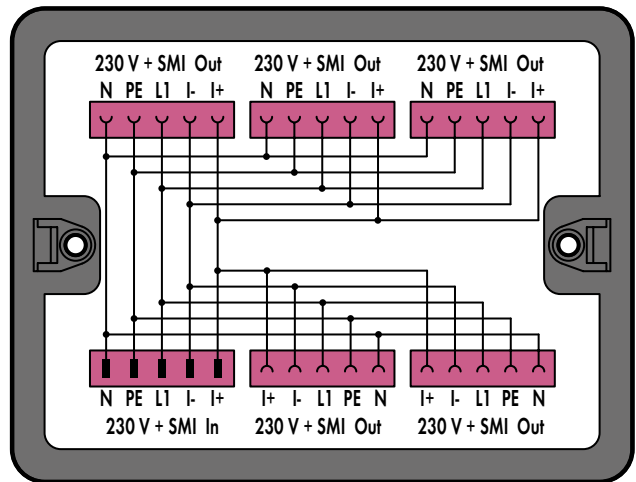 230 V + SMI Out 230 V + SMI Out 230 V + SMI Out
N PE L1 I- I+ N PE L1 I- I+ N PE L1 I- I+
N PE L1 I- I+ I+ I- L1 PE N I+ I- L1 PE N
230 V + SMI In 230 V + SMI Out 230 V + SMI Out